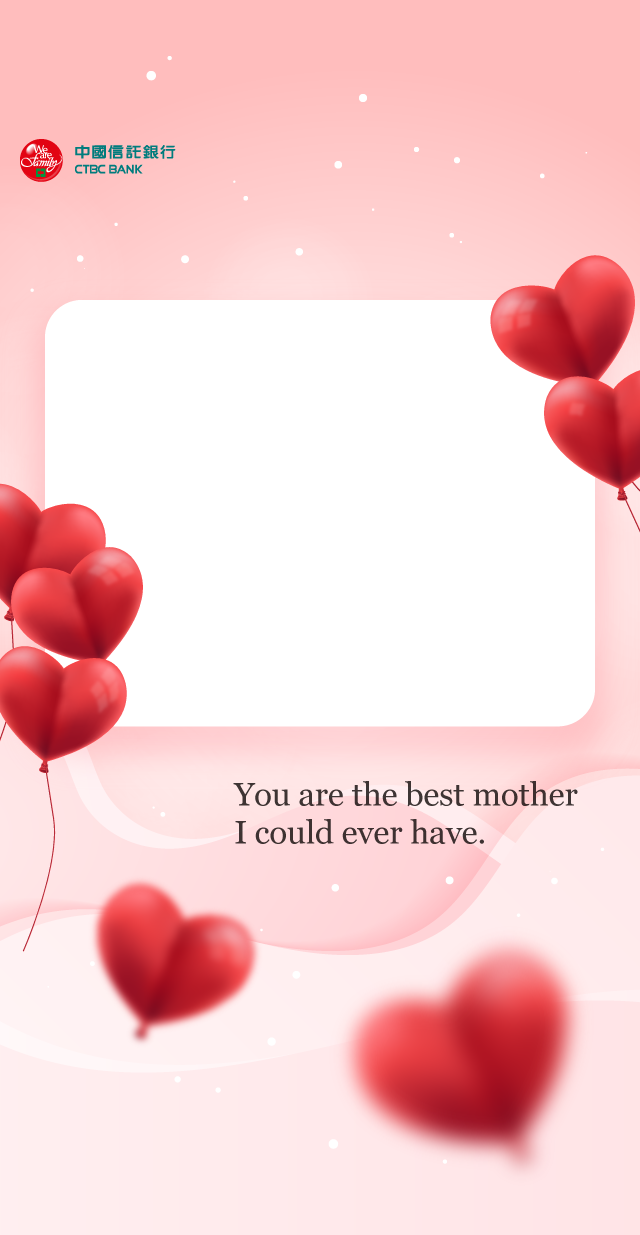 We are family
中國信託銀行
CTBC BANK
You are the best mother
I could ever have.